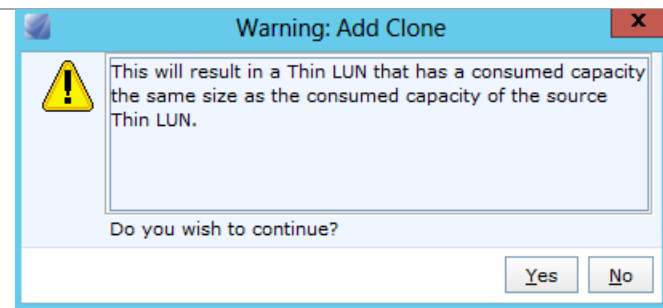 Warning: Add Clone
x
This will result in a Thin LUN that has a consumed capacity
the same size as the consumed capacity of the source
Thin LUN.
Do you wish to continue?
Yes No